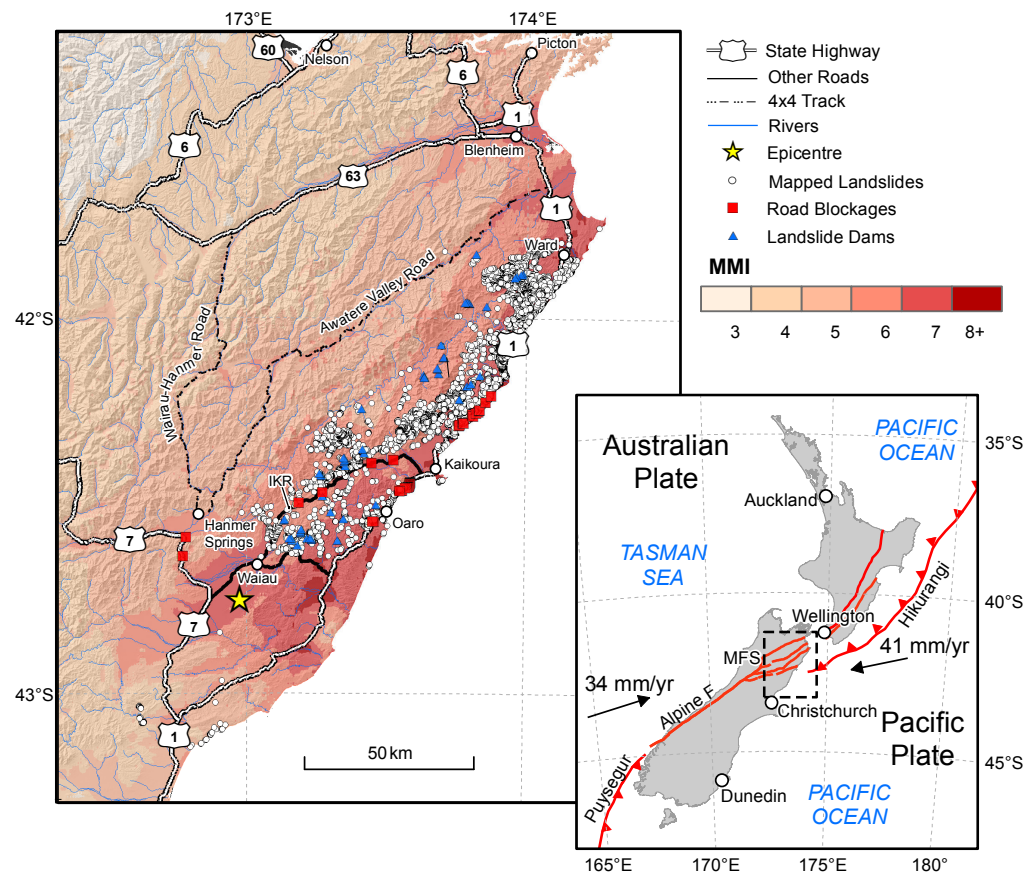 173°E
174°E
60
Nelson
Picton
6
1
6
Blenheim
63
1
Ward
Awatere Valley Road
Wairau-Hanmer Road
42°S
1
Kaikoura
IKR
Oaro
Hanmer
Springs
7
Waiau
7
43°S
1
50 km
State Highway
Other Roads
4x4 Track
Rivers
Epicentre
Mapped Landslides
Road Blockages
Landslide Dams
MMI
3 4 5 6 7 8+
Australian
Plate
PACIFIC
OCEAN
35°S
Auckland
TASMAN
SEA
Hikurangi
40°S
Wellington
MFS
41 mm/yr
34 mm/yr
Alpine F
Christchurch
Pacific
Plate
Puysegur
45°S
Dunedin
PACIFIC
OCEAN
165°E 170°E 175°E 180°